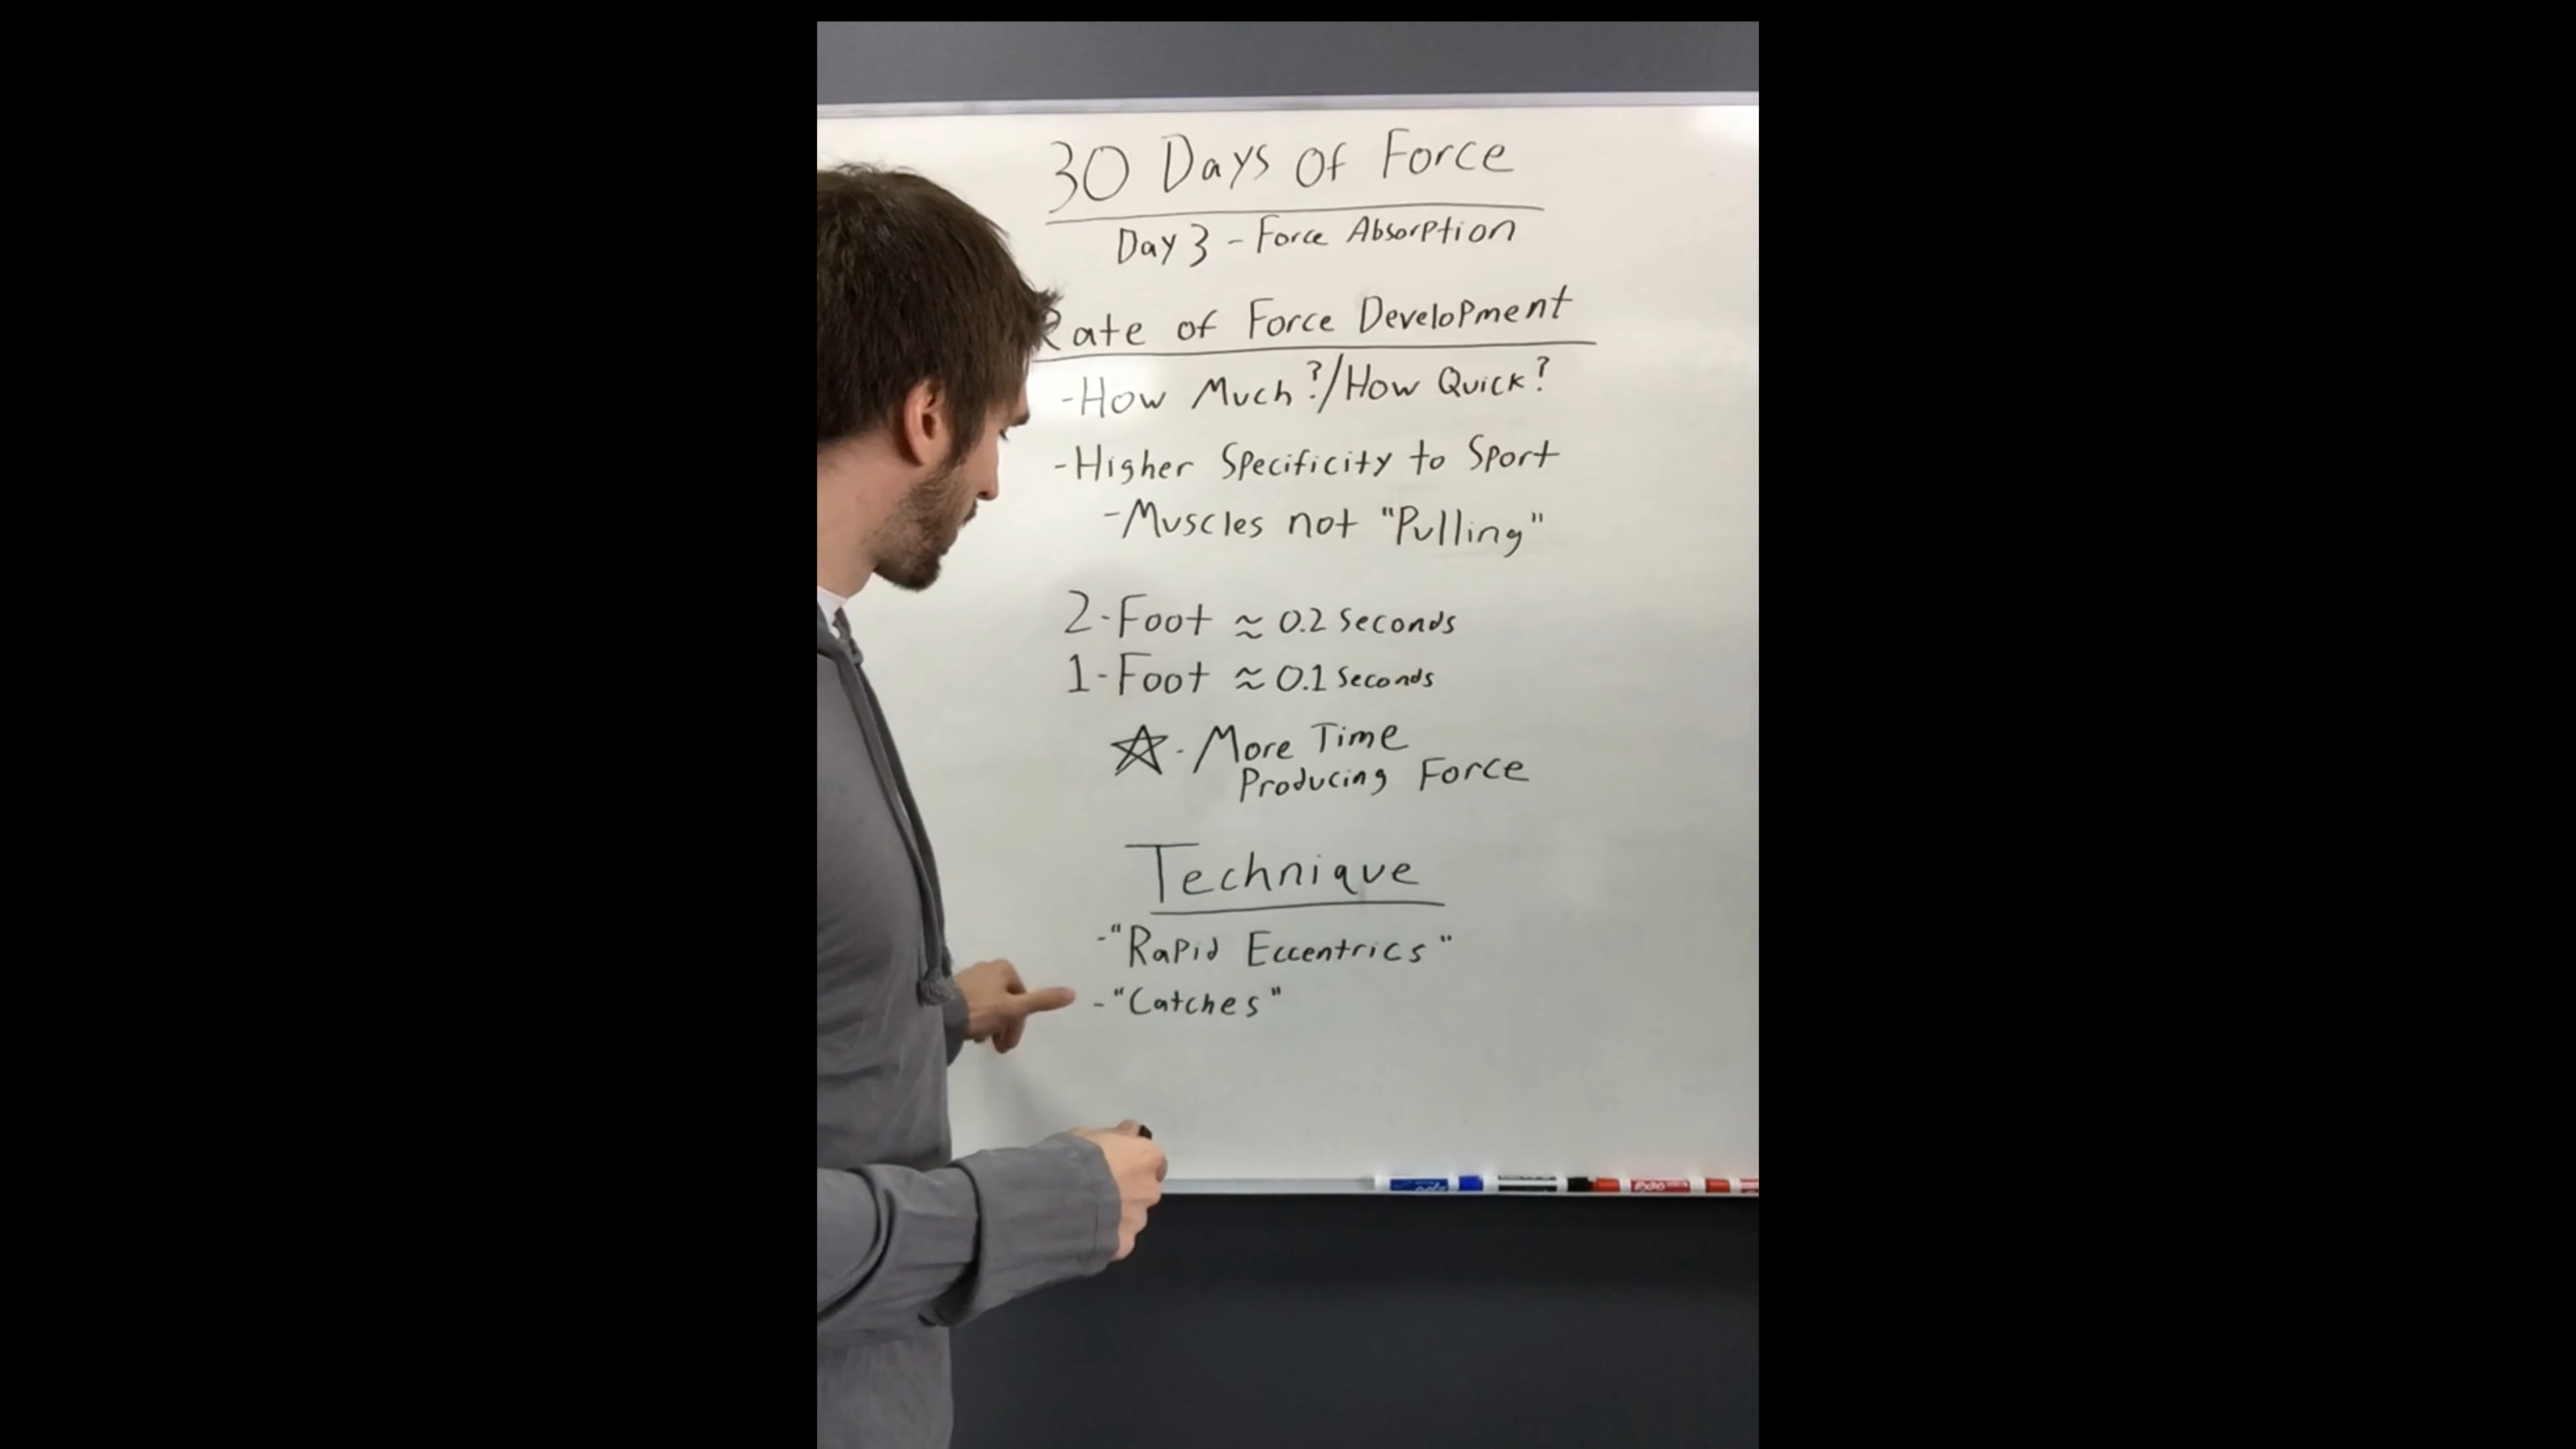 30 Days of Force
Day 3 - Force Absorption
Rate of Force Development
-How Much?/How Quick?
-Higher Specificity to Sport
-Muscles not "Pulling"
2-Foot ≈ 0.2 Seconds
1-Foot ≈ 0.1 Seconds
☆-More Time
Producing Force
Technique
-"Rapid Eccentrics"
-"Catches"
EXPO